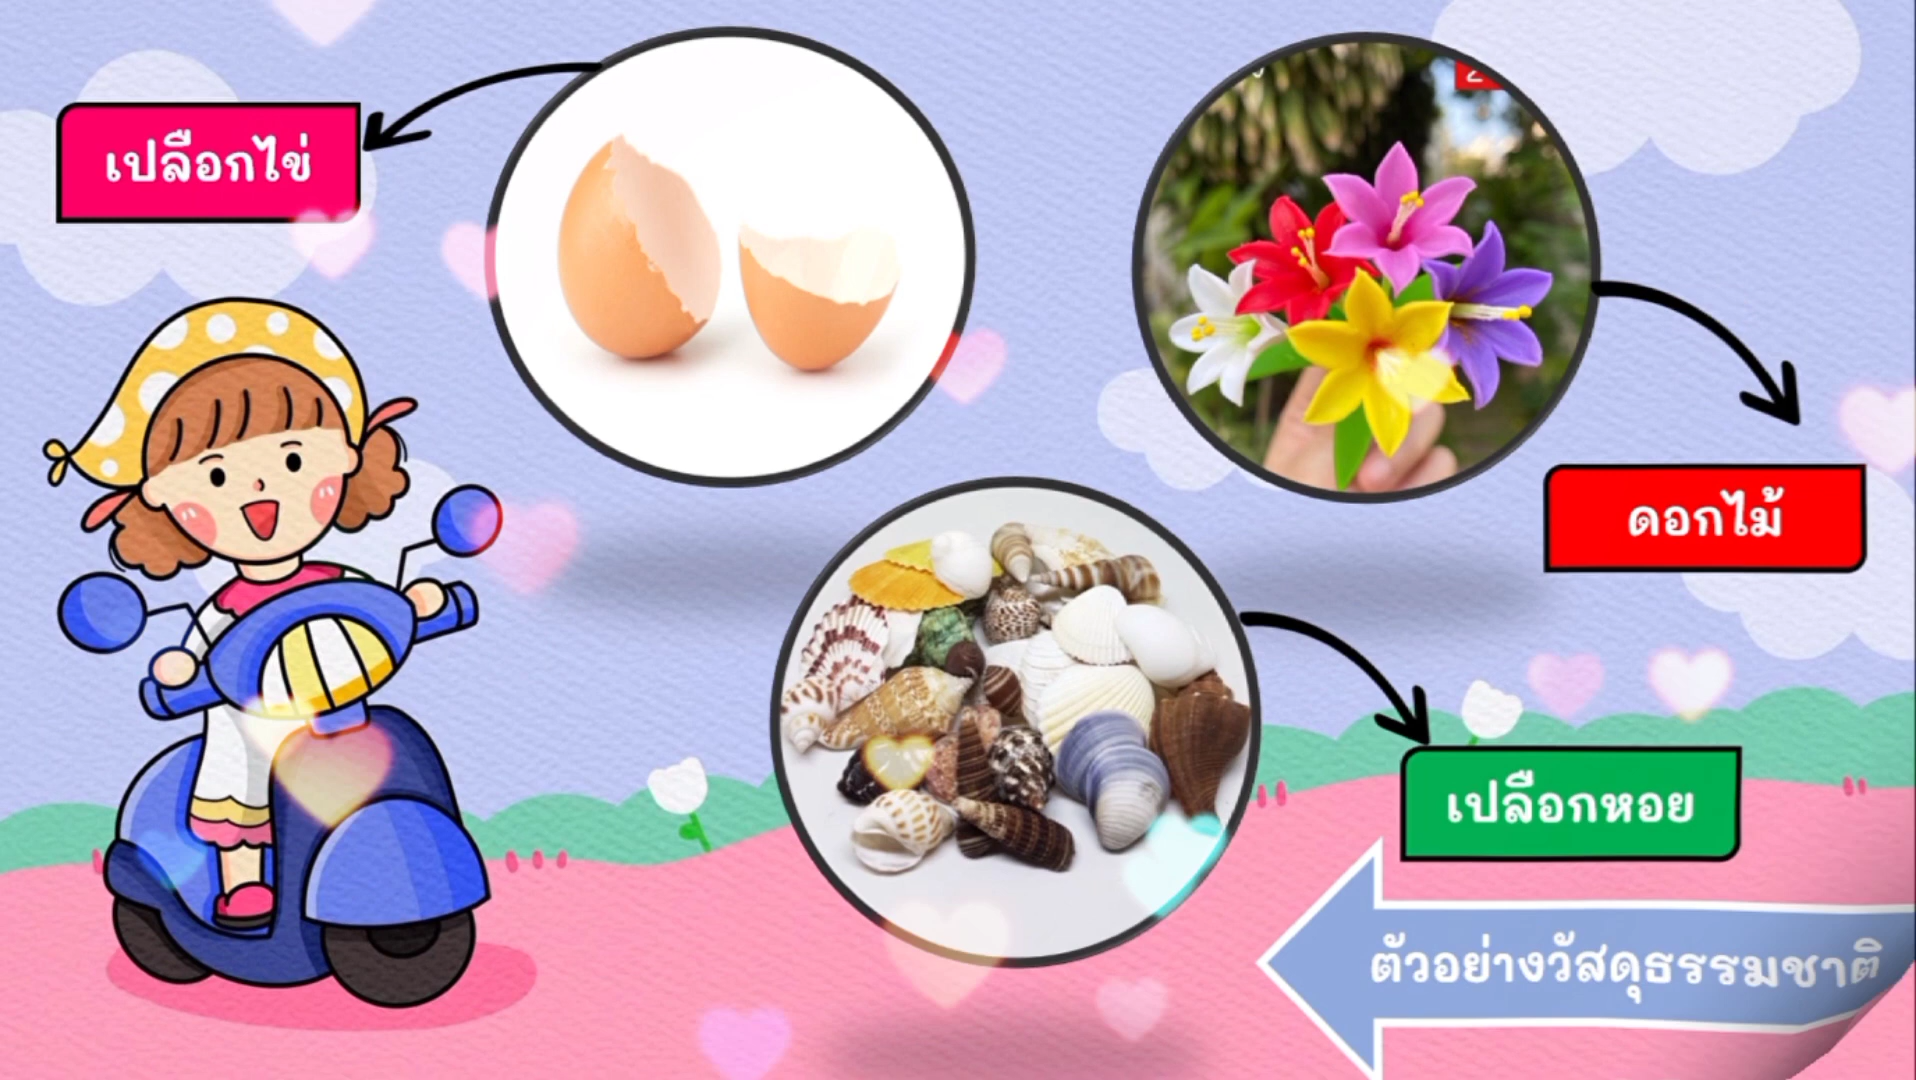 เปลือกไข่
ดอกไม้
เปลือกหอย
ตัวอย่างวัสดุธรรมชาติ